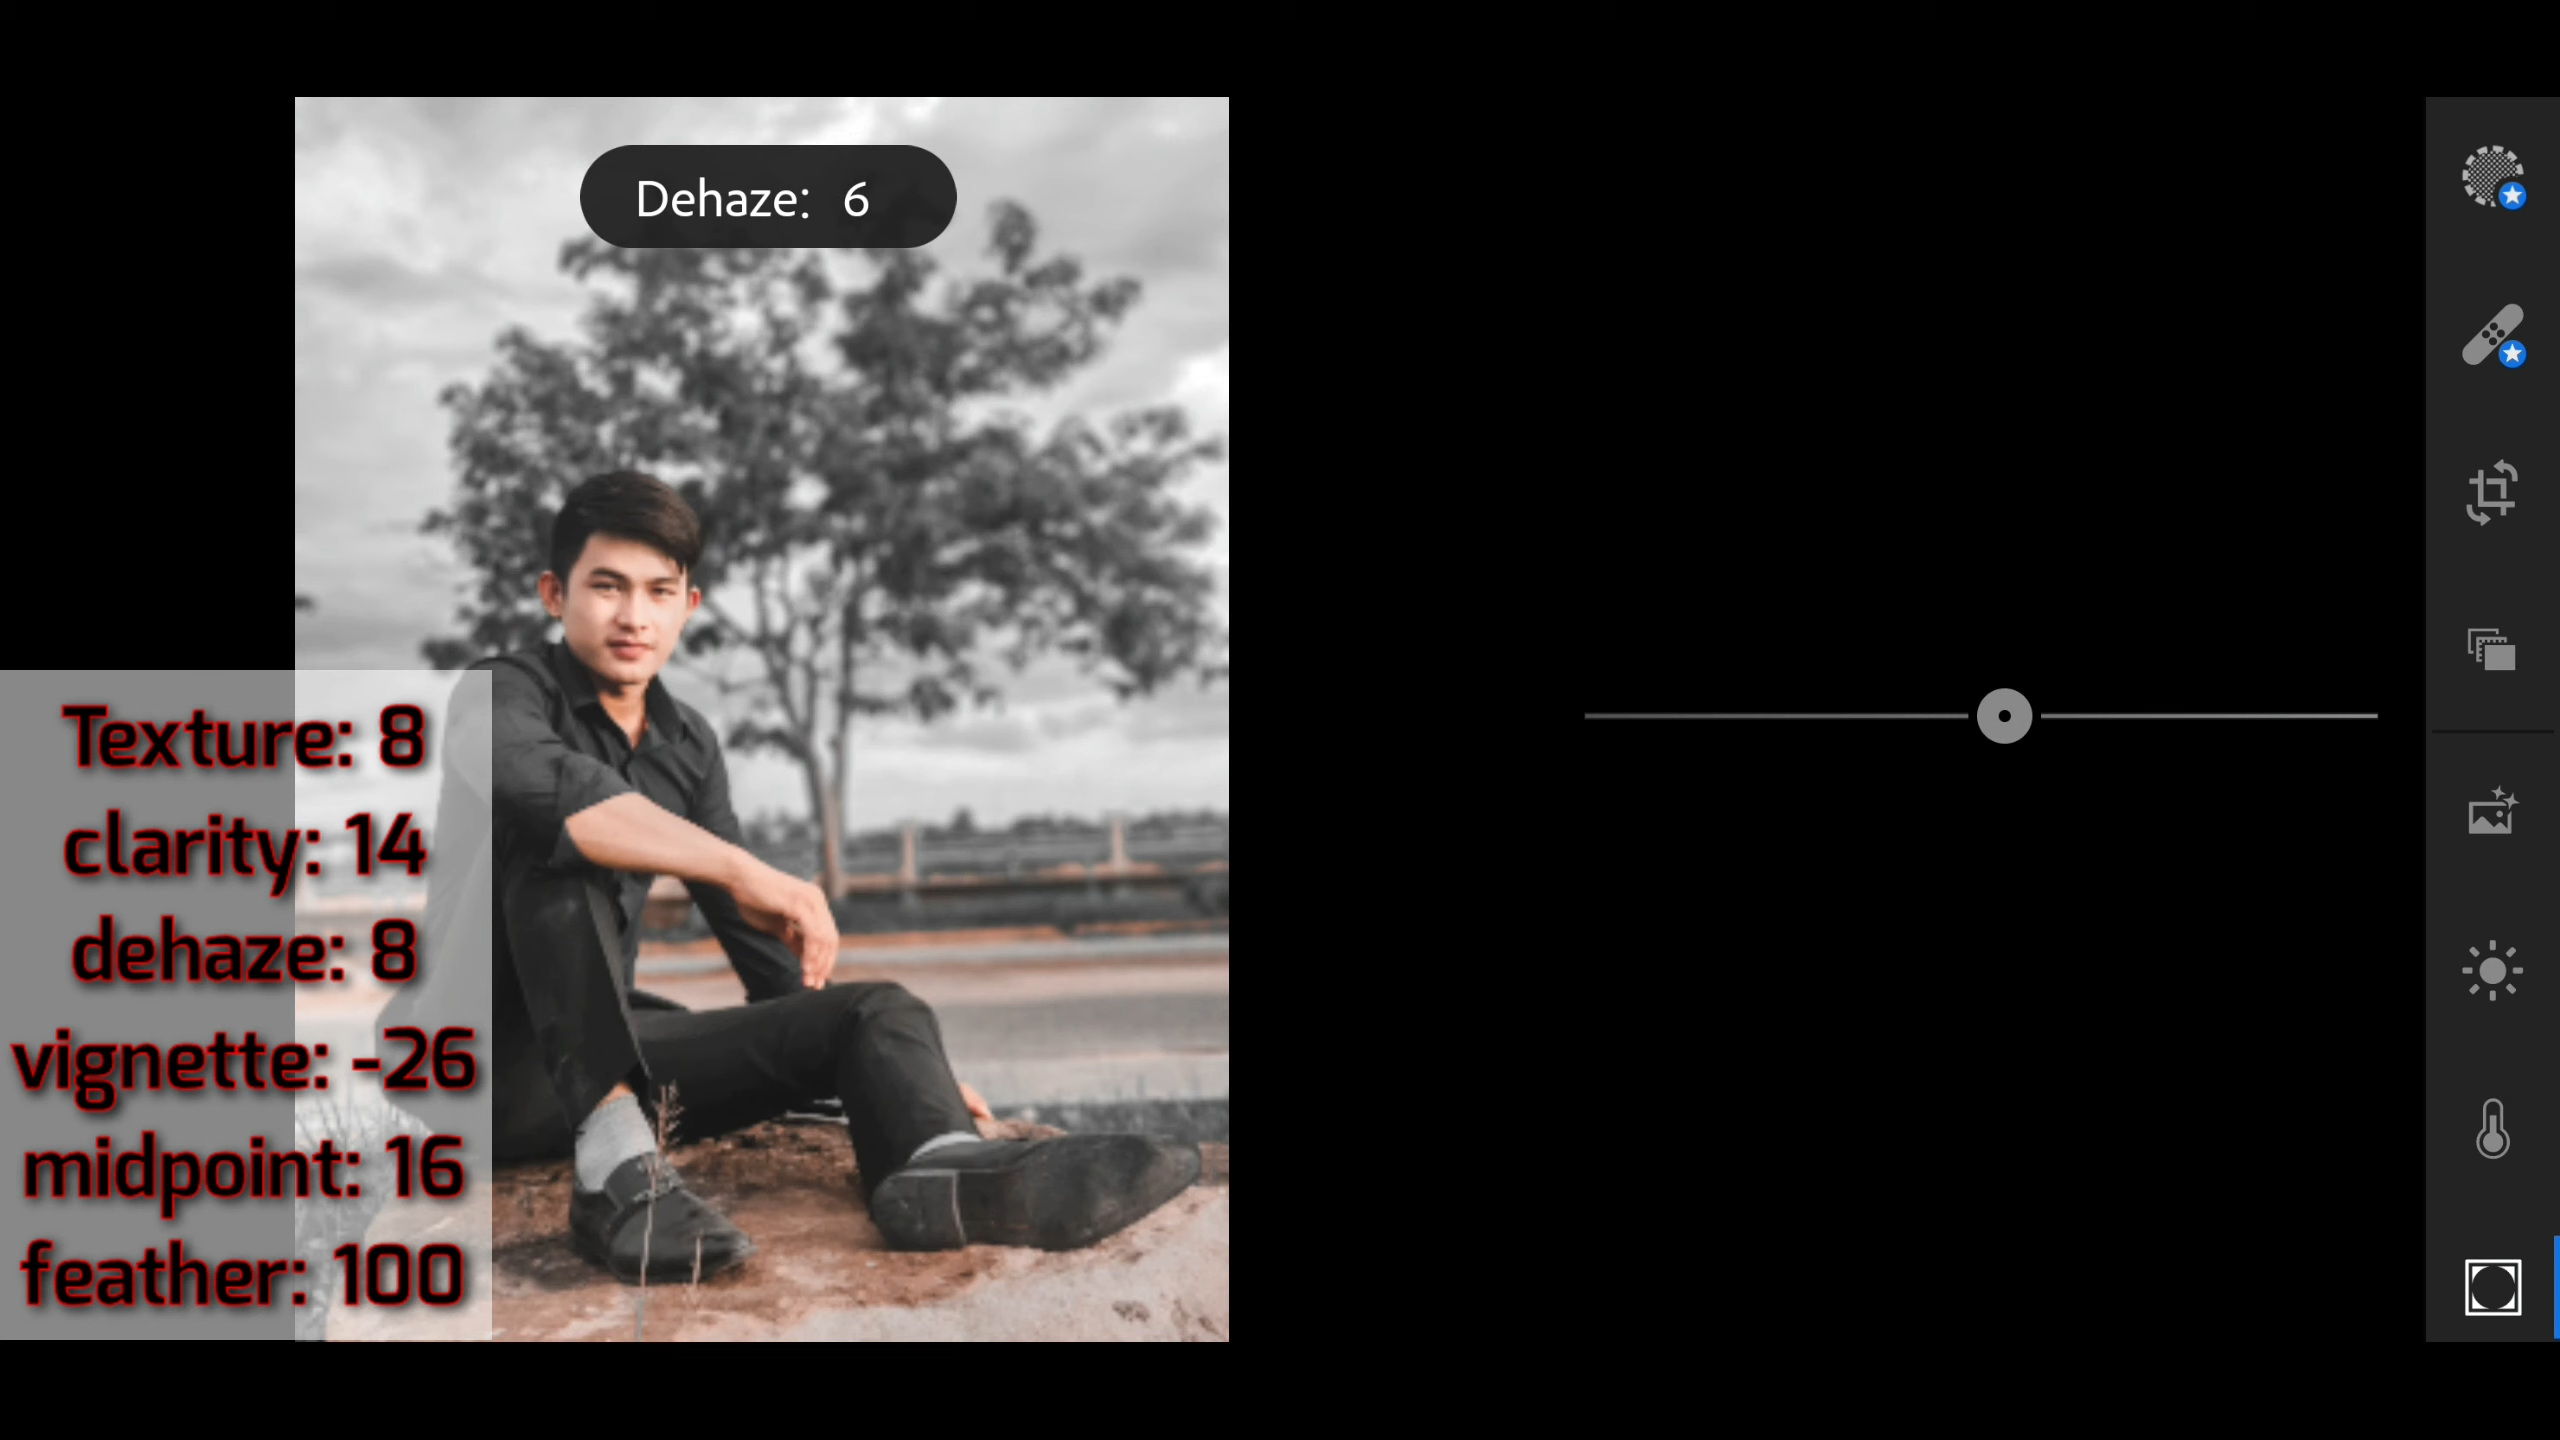 Dehaze: 6
Texture: 8
clarity: 14
dehaze: 8
vignette: -26
midpoint: 16
feather: 100